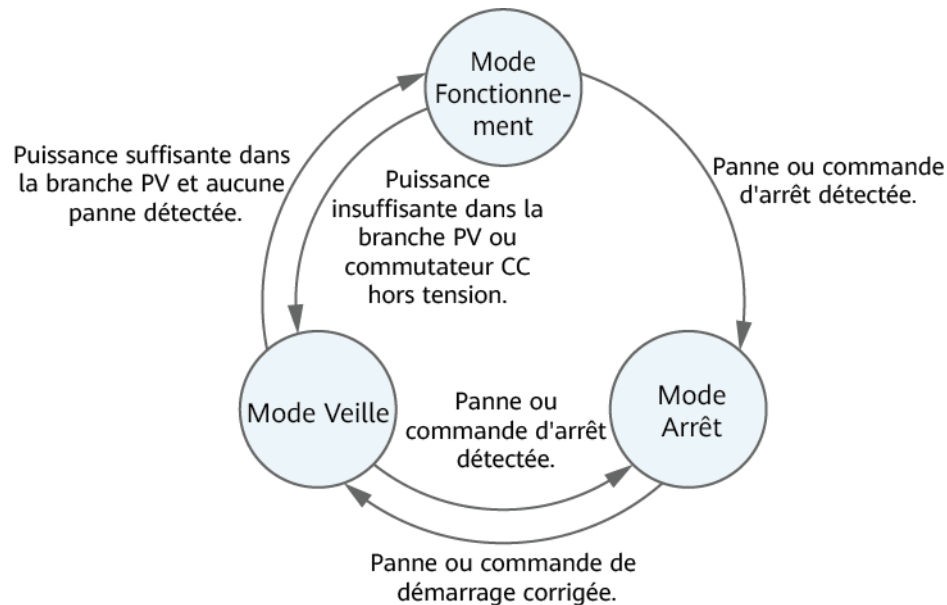 Mode
Fonctionne-
ment
Puissance suffisante dans
la branche PV et aucune
panne détectée.
Puissance
insuffisante dans la
branche PV ou
commutateur CC
hors tension.
Panne ou commande
d'arrêt détectée.
Mode Veille
Panne ou
commande d'arrêt
détectée.
Mode
Arrêt
Panne ou commande de
démarrage corrigée.